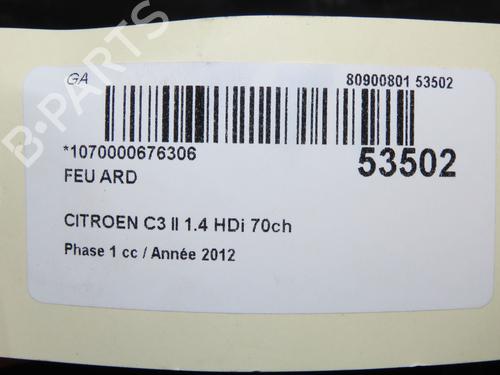 GA
80900801 53502
*1070000676306
53502
FEU ARD
CITROEN C3 II 1.4 HDi 70ch
Phase 1 cc / Année 2012
B-PARTS